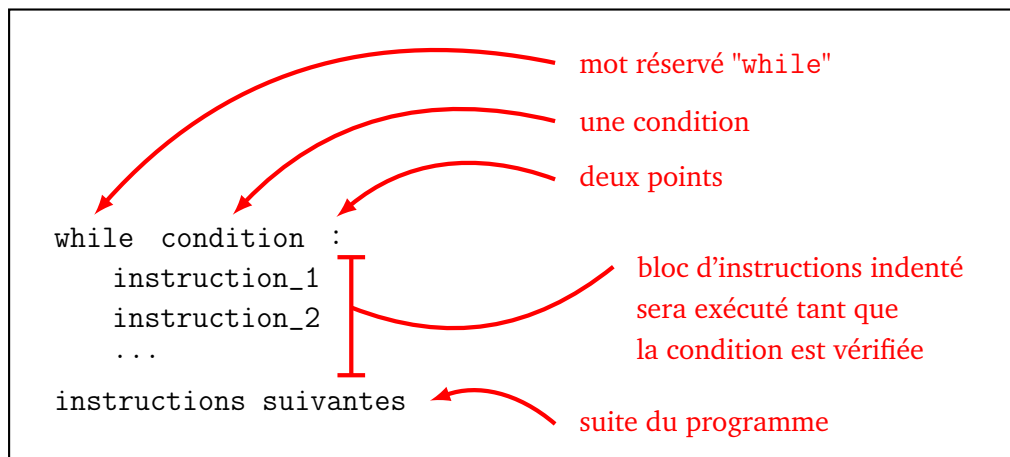 mot réservé "while"
une condition
deux points
while condition :
instruction_1
instruction_2
...
instructions suivantes
bloc d'instructions indenté
sera exécuté tant que
la condition est vérifiée
suite du programme